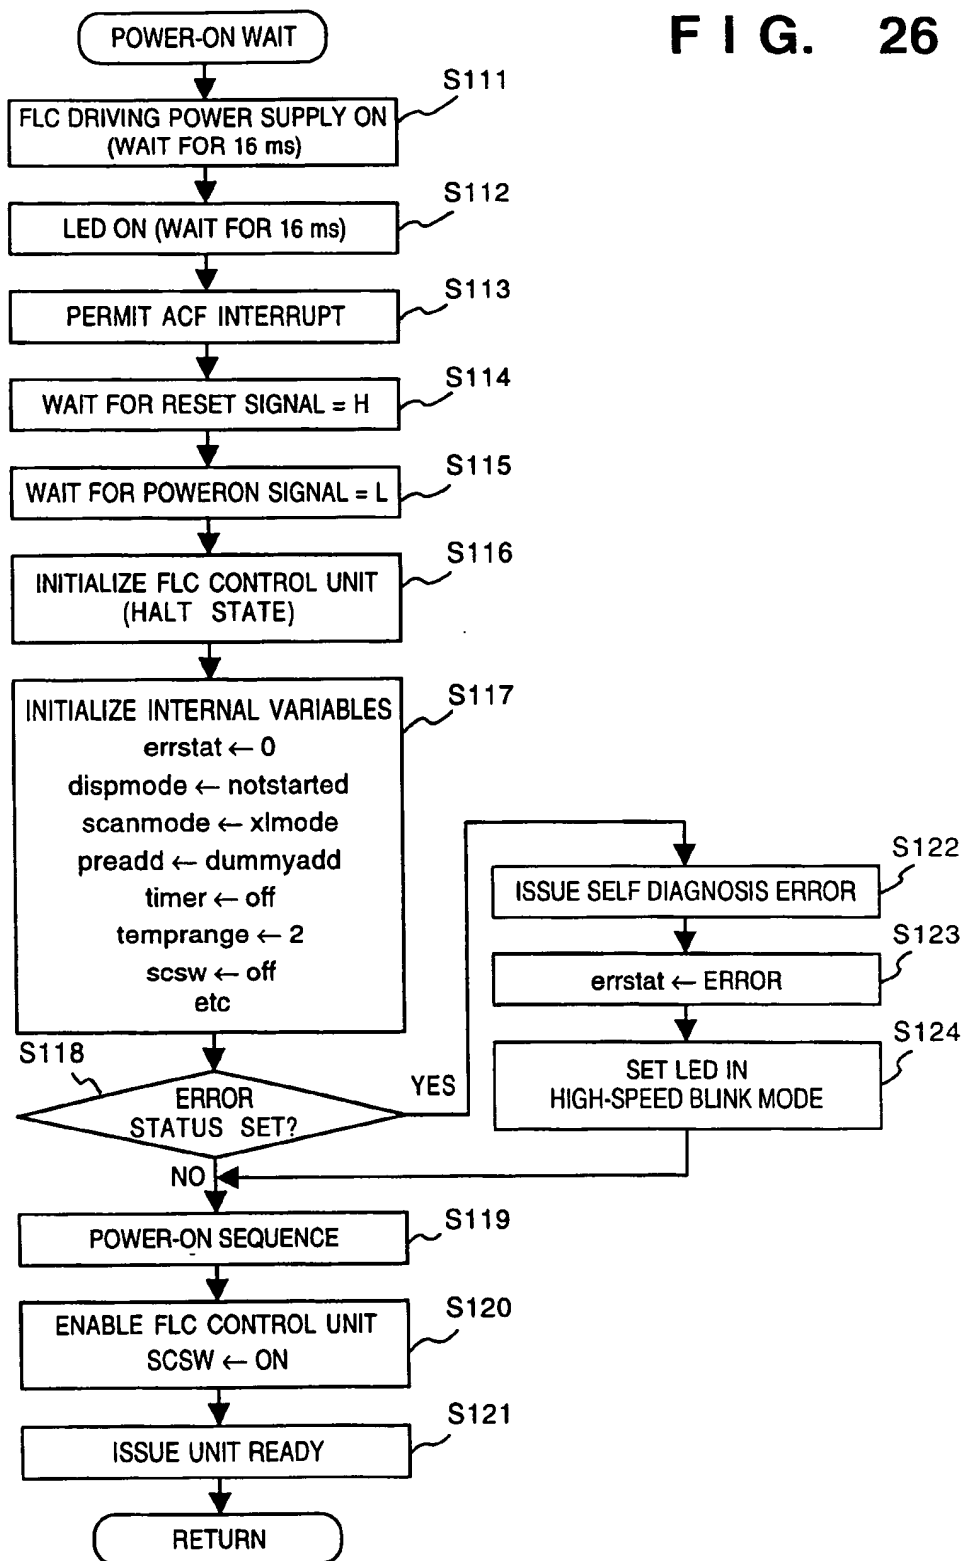 FIG. 26
POWER-ON WAIT
S111
FLC DRIVING POWER SUPPLY ON
(WAIT FOR 16 ms)
S112
LED ON (WAIT FOR 16 ms)
S113
PERMIT ACF INTERRUPT
S114
WAIT FOR RESET SIGNAL = H
S115
WAIT FOR POWERON SIGNAL = L
S116
INITIALIZE FLC CONTROL UNIT
(HALT STATE)
S117
INITIALIZE INTERNAL VARIABLES
errstat ← 0
dispmode ← notstarted
scanmode ← xlmode
preadd ← dummyadd
timer ← off
temprange ← 2
scsw ← off
etc
S118
ERROR
STATUS SET?
YES
NO
S122
ISSUE SELF DIAGNOSIS ERROR
S123
errstat ← ERROR
S124
SET LED IN
HIGH-SPEED BLINK MODE
S119
POWER-ON SEQUENCE
S120
ENABLE FLC CONTROL UNIT
SCSW ← ON
S121
ISSUE UNIT READY
RETURN